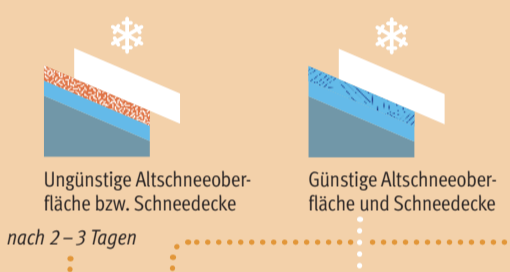 Ungünstige Altschneeober-
fläche bzw. Schneedecke
Günstige Altschneeober-
fläche und Schneedecke
nach 2 – 3 Tagen